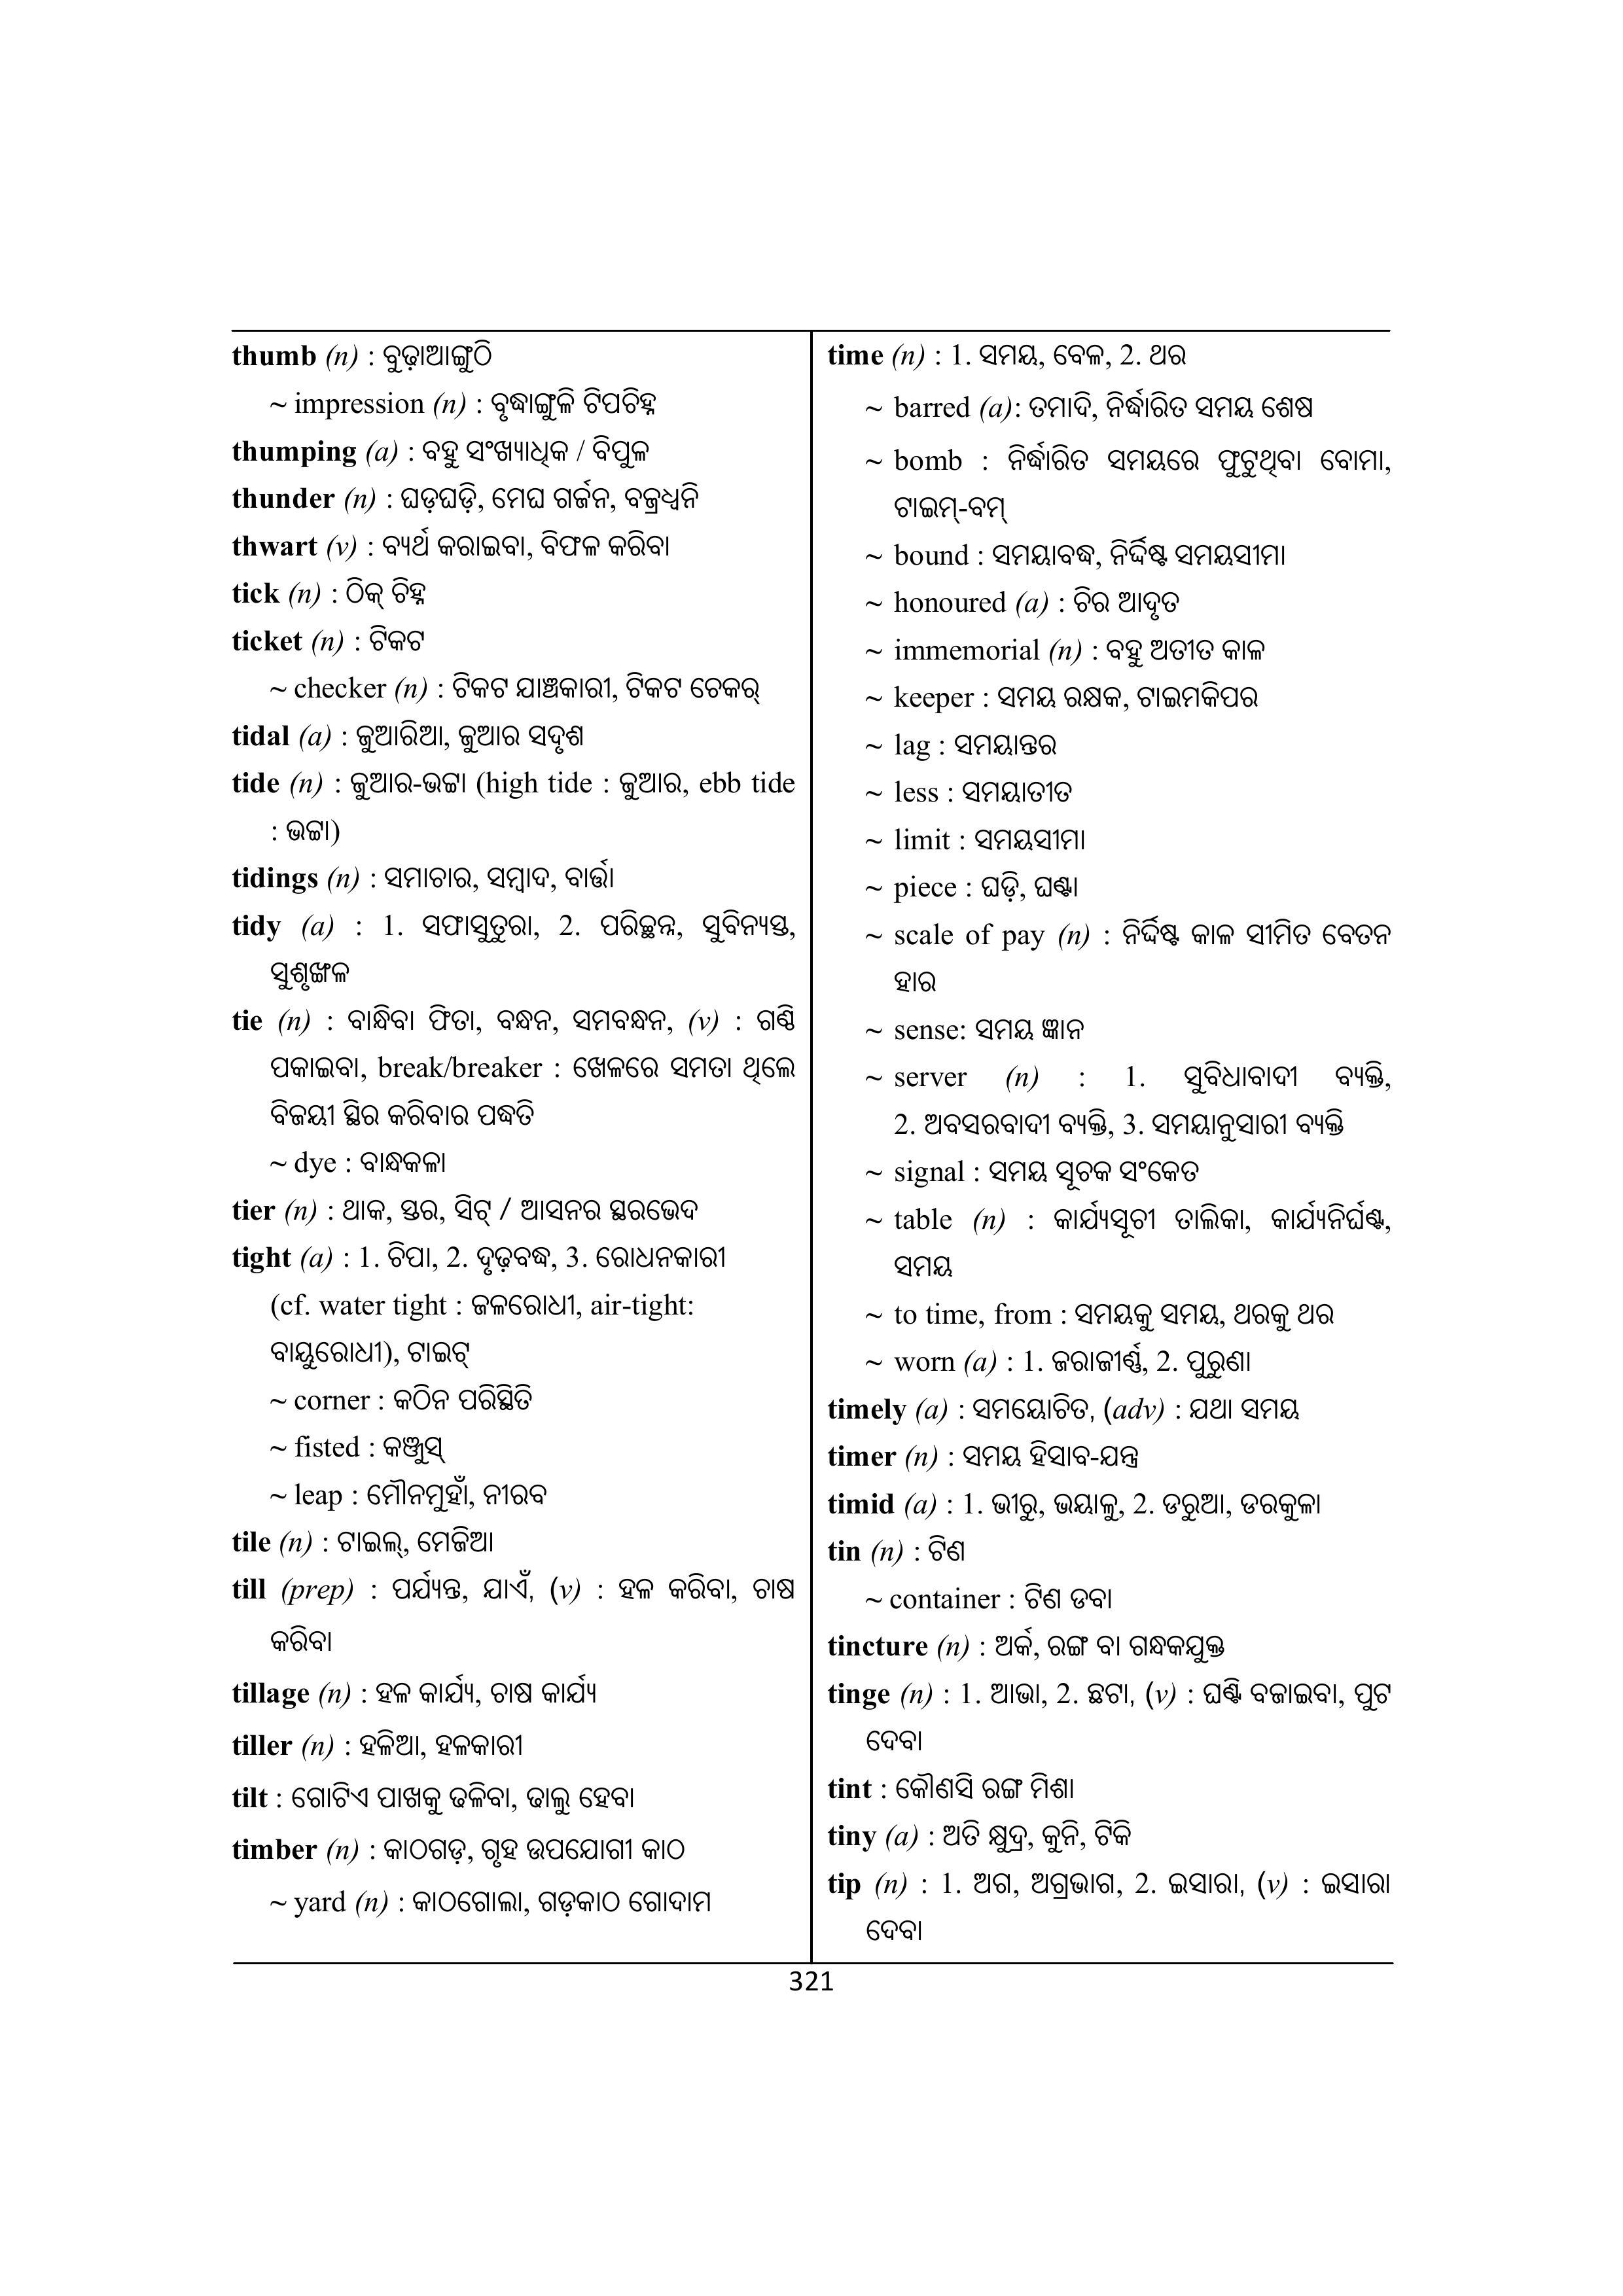 thumb (n) : ବୁଢ଼ାଆଙ୍ଗୁଠି
~ impression (n) : ବୃଦ୍ଧାଙ୍ଗୁଳି ଟିପଚିହ୍ନ
thumping (a) : ବହୁ ସଂଖ୍ୟାଧିକ / ବିପୁଳ
thunder (n) : ଘଡ଼ଘଡ଼ି, ମେଘ ଗର୍ଜନ, ବଜ୍ରଧ୍ୱନି
thwart (v) : ବ୍ୟର୍ଥ କରାଇବା, ବିଫଳ କରିବା
tick (n) : ଠିକ୍ ଚିହ୍ନ
ticket (n) : ଟିକଟ
~ checker (n) : ଟିକଟ ଯାଞ୍ଚକାରୀ, ଟିକଟ ଚେକର୍
tidal (a) : ଜୁଆରିଆ, ଜୁଆର ସଦୃଶ
tide (n) : ଜୁଆର-ଭଟ୍ଟା (high tide : ଜୁଆର, ebb tide
: ଭଟ୍ଟା)
tidings (n) : ସମାଚାର, ସମ୍ବାଦ, ବାର୍ତ୍ତା
tidy (a) : 1. ସଫାସୁତୁରା, 2. ପରିଚ୍ଛନ୍ନ, ସୁବିନ୍ୟସ୍ତ,
ସୁଶୃଙ୍ଖଳ
tie (n) : ବାନ୍ଧିବା ଫିତା, ବନ୍ଧନ, ସମବନ୍ଧନ, (v) : ଗଣ୍ଠି
ପକାଇବା, break/breaker : ଖେଳରେ ସମତା ଥିଲେ
ବିଜୟୀ ସ୍ଥିର କରିବାର ପଦ୍ଧତି
~ dye : ବାନ୍ଧକଳା
tier (n) : ଥାକ, ସ୍ତର, ସିଟ୍ / ଆସନର ସ୍ଥରଭେଦ
tight (a) : 1. ଚିପା, 2. ଦୃଢ଼ବଦ୍ଧ, 3. ରୋଧନକାରୀ
(cf. water tight : ଜଳରୋଧୀ, air-tight:
ବାୟୁରୋଧୀ), ଟାଇଟ୍
~ corner : କଠିନ ପରିସ୍ଥିତି
~ fisted : କଞ୍ଜୁସ୍
~ leap : ମୌନମୁହାଁ, ନୀରବ
tile (n) : ଟାଇଲ୍, ମେଜିଆ
till (prep) : ପର୍ଯ୍ୟନ୍ତ, ଯାଏଁ, (v) : ହଳ କରିବା, ଚାଷ
କରିବା
tillage (n) : ହଳ କାର୍ଯ୍ୟ, ଚାଷ କାର୍ଯ୍ୟ
tiller (n) : ହଳିଆ, ହଳକାରୀ
tilt : ଗୋଟିଏ ପାଖକୁ ଢଳିବା, ଢାଲୁ ହେବା
timber (n) : କାଠଗଡ଼, ଗୃହ ଉପଯୋଗୀ କାଠ
~ yard (n) : କାଠଗୋଲା, ଗଡ଼କାଠ ଗୋଦାମ
time (n) : 1. ସମୟ, ବେଳ, 2. ଥର
~ barred (a): ତମାଦି, ନିର୍ଦ୍ଧାରିତ ସମୟ ଶେଷ
~ bomb : ନିର୍ଦ୍ଧାରିତ ସମୟରେ ଫୁଟୁଥିବା ବୋମା,
ଟାଇମ୍-ବମ୍
~ bound : ସମୟାବଦ୍ଧ, ନିର୍ଦ୍ଦିଷ୍ଟ ସମୟସୀମା
~ honoured (a) : ଚିର ଆଦୃତ
~ immemorial (n) : ବହୁ ଅତୀତ କାଳ
~ keeper : ସମୟ ରକ୍ଷକ, ଟାଇମକିପର
~ lag : ସମୟାନ୍ତର
~ less : ସମୟାତୀତ
~ limit : ସମୟସୀମା
~ piece : ଘଡ଼ି, ଘଣ୍ଟା
~ scale of pay (n) : ନିର୍ଦ୍ଦିଷ୍ଟ କାଳ ସୀମିତ ବେତନ
ହାର
~ sense: ସମୟ ଜ୍ଞାନ
~ server (n) : 1. ସୁବିଧାବାଦୀ ବ୍ୟକ୍ତି,
2. ଅବସରବାଦୀ ବ୍ୟକ୍ତି, 3. ସମୟାନୁସାରୀ ବ୍ୟକ୍ତି
~ signal : ସମୟ ସୂଚକ ସଂକେତ
~ table (n) : କାର୍ଯ୍ୟସୂଚୀ ତାଲିକା, କାର୍ଯ୍ୟନିର୍ଘଣ୍ଟ,
ସମୟ
~ to time, from : ସମୟକୁ ସମୟ, ଥରକୁ ଥର
~ worn (a) : 1. ଜରାଜୀର୍ଣ୍ଣ, 2. ପୁରୁଣା
timely (a) : ସମୟୋଚିତ, (adv) : ଯଥା ସମୟ
timer (n) : ସମୟ ହିସାବ-ଯନ୍ତ୍ର
timid (a) : 1. ଭୀରୁ, ଭୟାଳୁ, 2. ଡରୁଆ, ଡରକୁଳା
tin (n) : ଟିଣ
~ container : ଟିଣ ଡବା
tincture (n) : ଅର୍କ, ରଙ୍ଗ ବା ଗନ୍ଧକଯୁକ୍ତ
tinge (n) : 1. ଆଭା, 2. ଛଟା, (v) : ଘଣ୍ଟି ବଜାଇବା, ପୁଟ
ଦେବା
tint : କୌଣସି ରଙ୍ଗ ମିଶା
tiny (a) : ଅତି କ୍ଷୁଦ୍ର, କୁନି, ଟିକି
tip (n) : 1. ଅଗ, ଅଗ୍ରଭାଗ, 2. ଇସାରା, (v) : ଇସାରା
ଦେବା
321